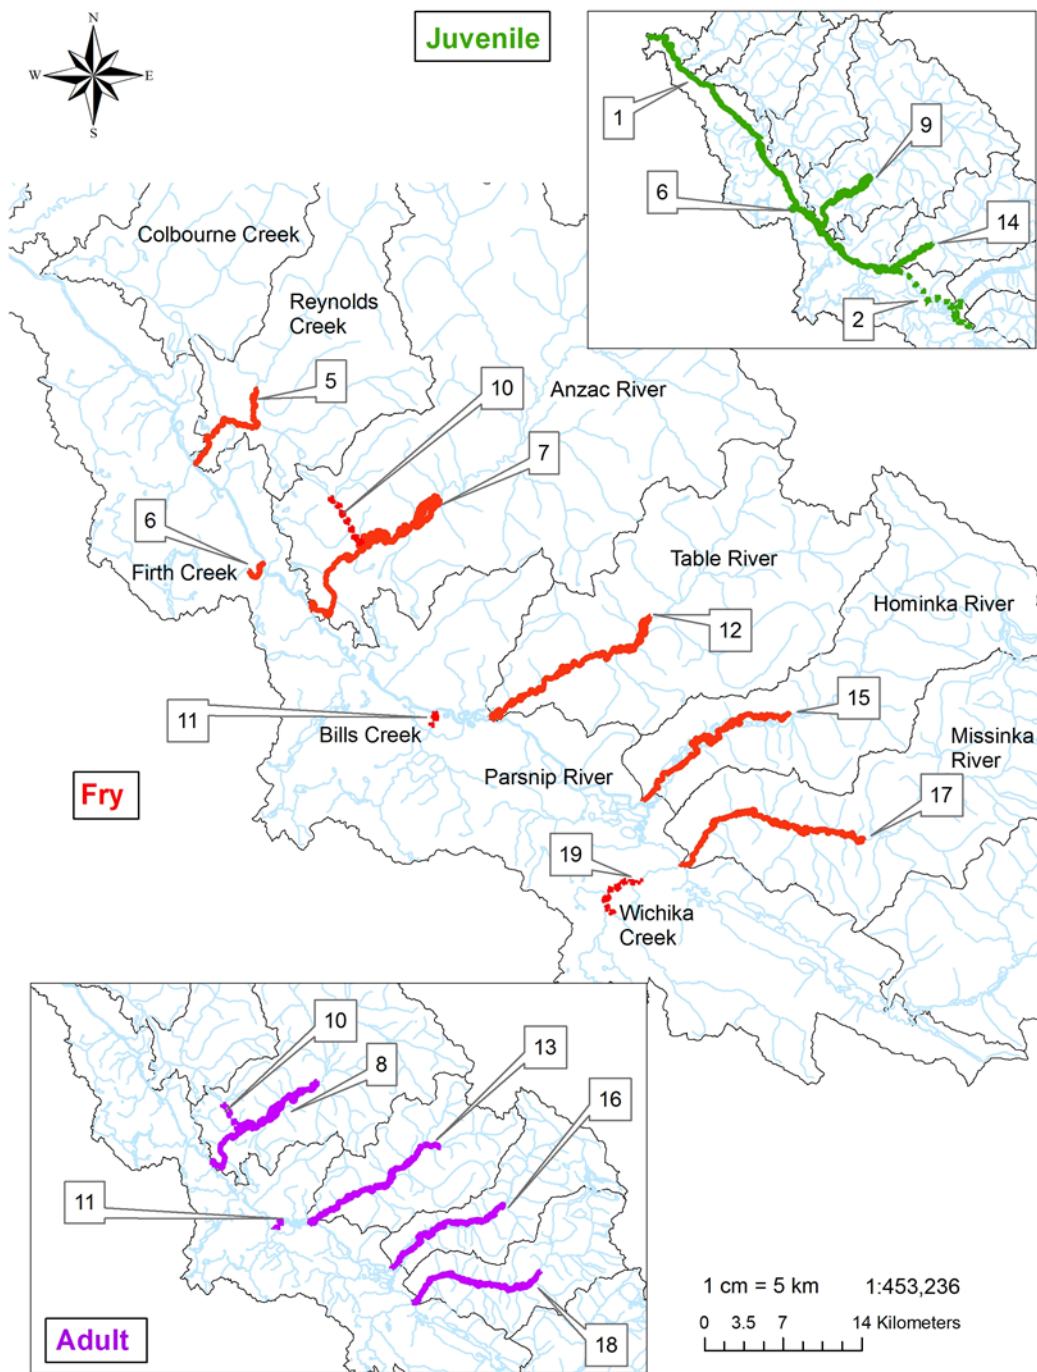 N
W
E
S
Juvenile
1
9
6
14
2
Colbourne Creek
Reynolds
Creek
5
10
Anzac River
7
6
Firth Creek
Table River
Hominka River
12
11
Bills Creek
15
Missinka
River
Parsnip River
Fry
17
19
Wichika
Creek
10
8
13
16
11
18
Adult
1 cm = 5 km 1:453,236
0 3.5 7 14 Kilometers